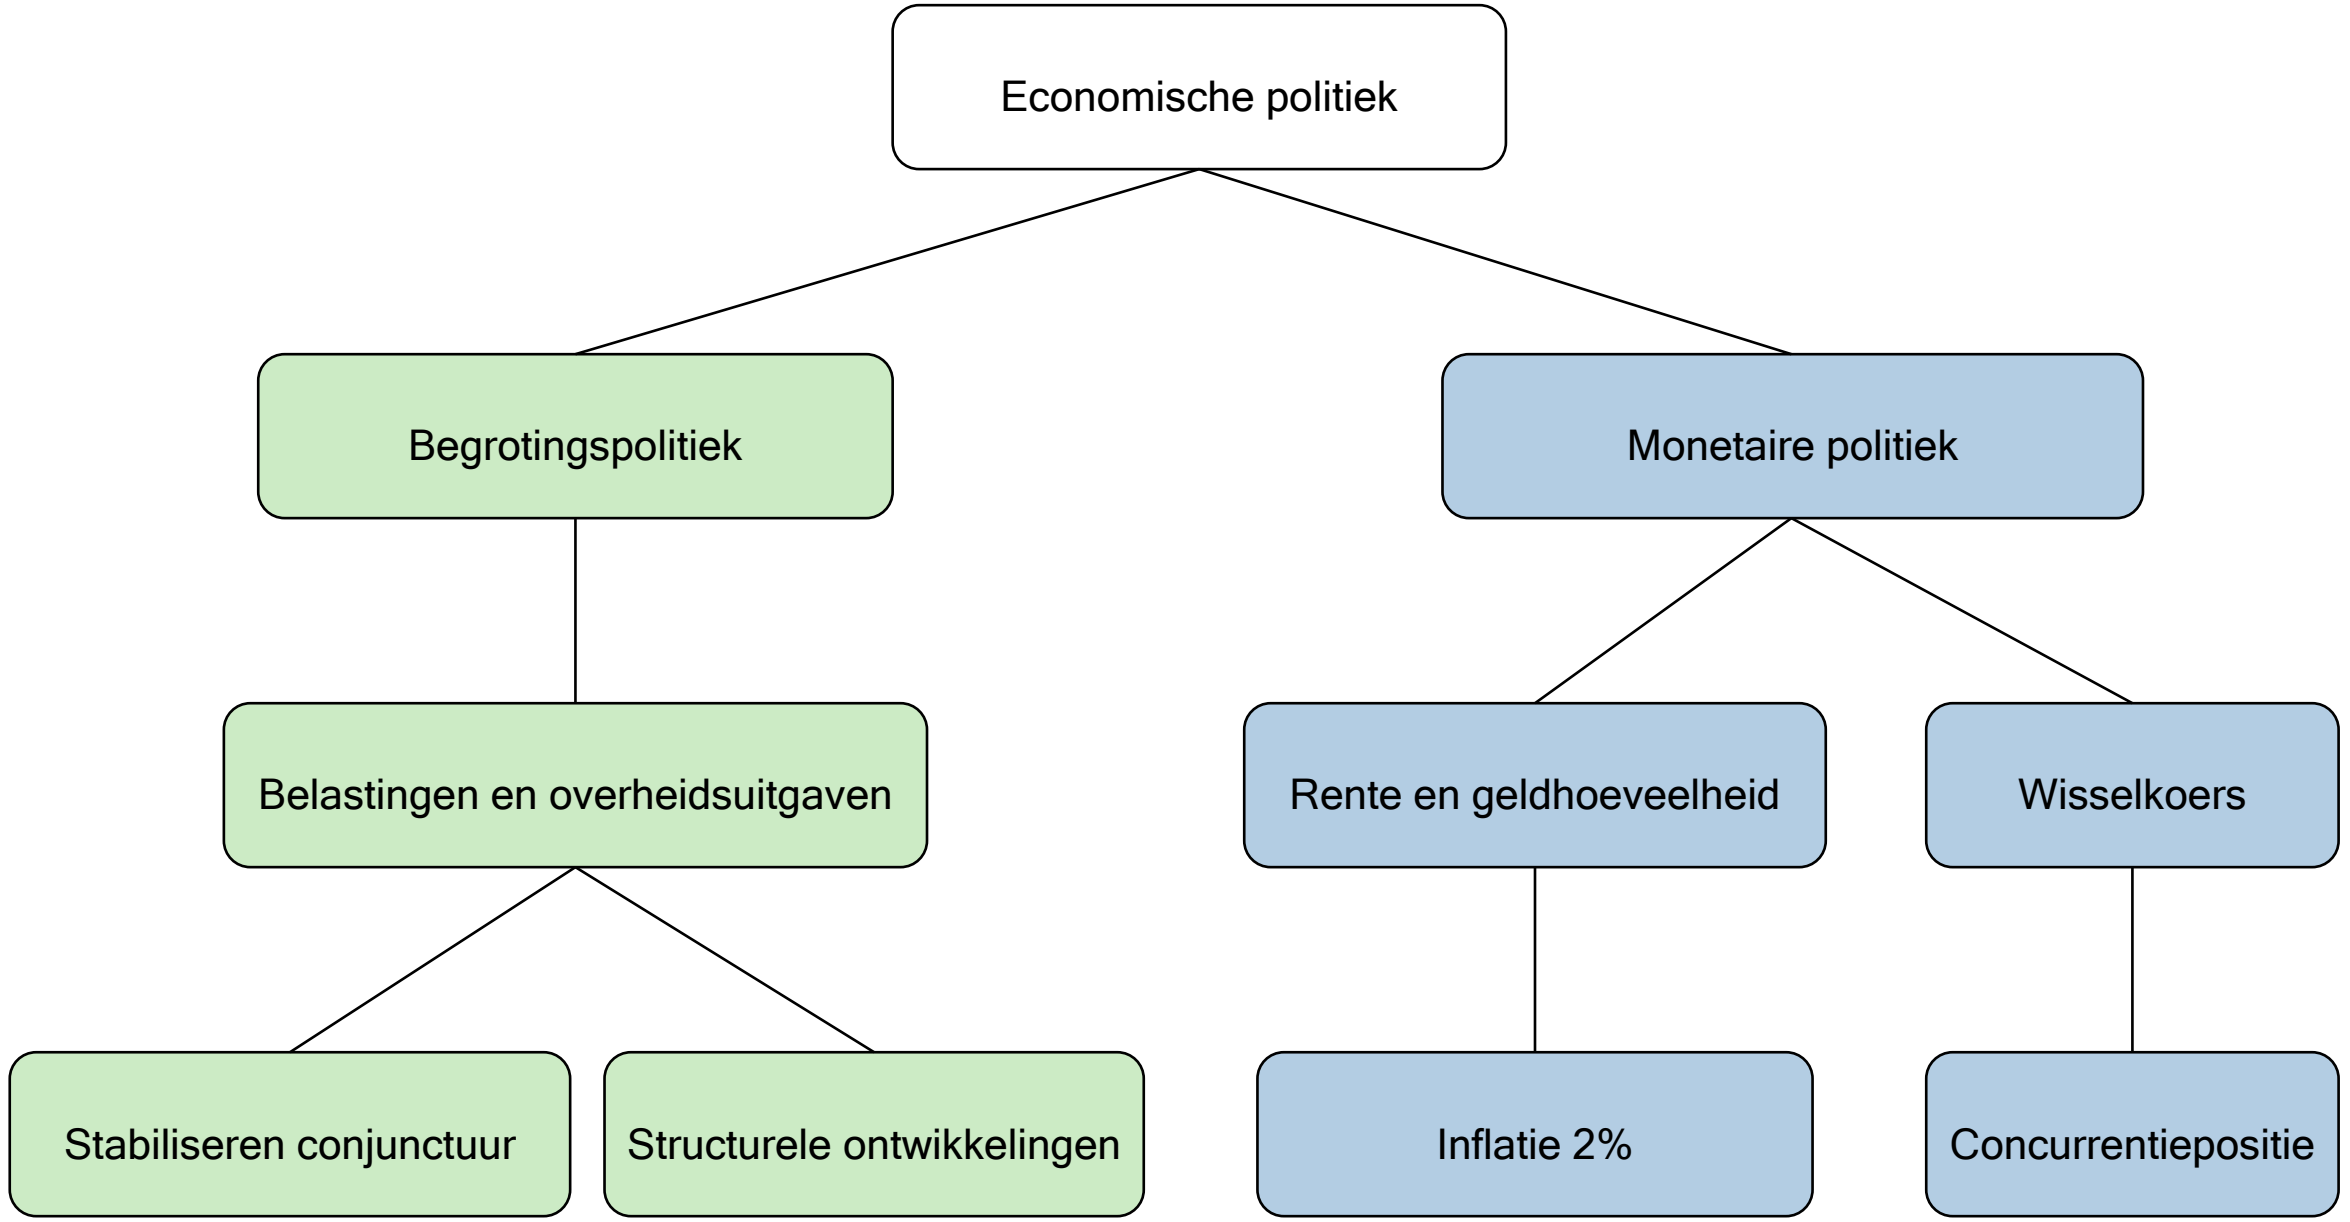 Economische politiek
Begrotingspolitiek
Monetaire politiek
Belastingen en overheidsuitgaven
Rente en geldhoeveelheid
Wisselkoers
Stabiliseren conjunctuur
Structurele ontwikkelingen
Inflatie 2%
Concurrentiepositie